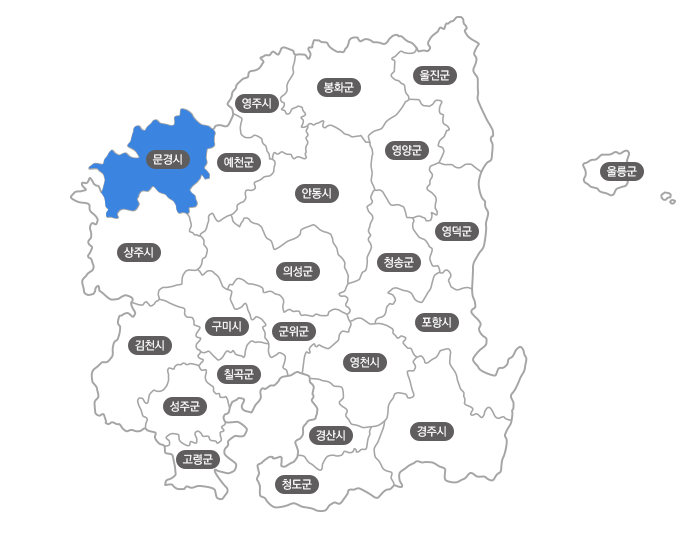 울진군
봉화군
영주시
영양군
문경시
예천군
울릉군
안동시
영덕군
상주시
청송군
의성군
포항시
구미시
군위군
김천시
영천시
칠곡군
성주군
경산시
경주시
고령군
청도군